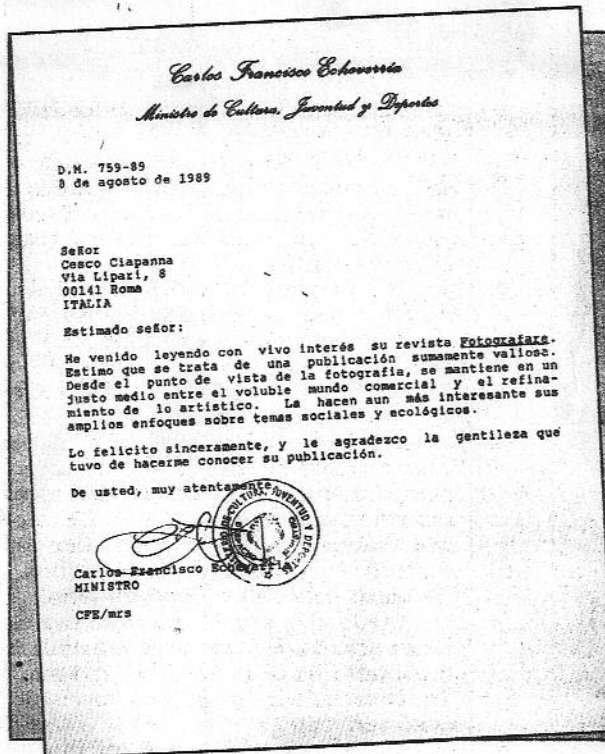 Carlos Francisco Echeverría
Ministro de Cultura, Juventud y Deportes
D.M. 759-89
8 de agosto de 1989
Señor
Cesco Ciapanna
Via Lipari, 8
00141 Roma
ITALIA
Estimado señor:
He venido leyendo con vivo interés su revista Fotografare.
Estimo que se trata de una publicación sumamente valiosa.
Desde el punto de vista de la fotografía, se mantiene en un
justo medio entre el voluble mundo comercial y el refina-
miento de lo artístico. La hacen aun más interesante sus
amplios enfoques sobre temas sociales y ecológicos.
Lo felicito sinceramente, y le agradezco la gentileza que
tuvo de hacerme conocer su publicación.
De usted, muy atentamente,
CULTURA, JUVENTUD Y DEPORTES
Carlos Francisco Echeverría
MINISTRO
CFE/mrs